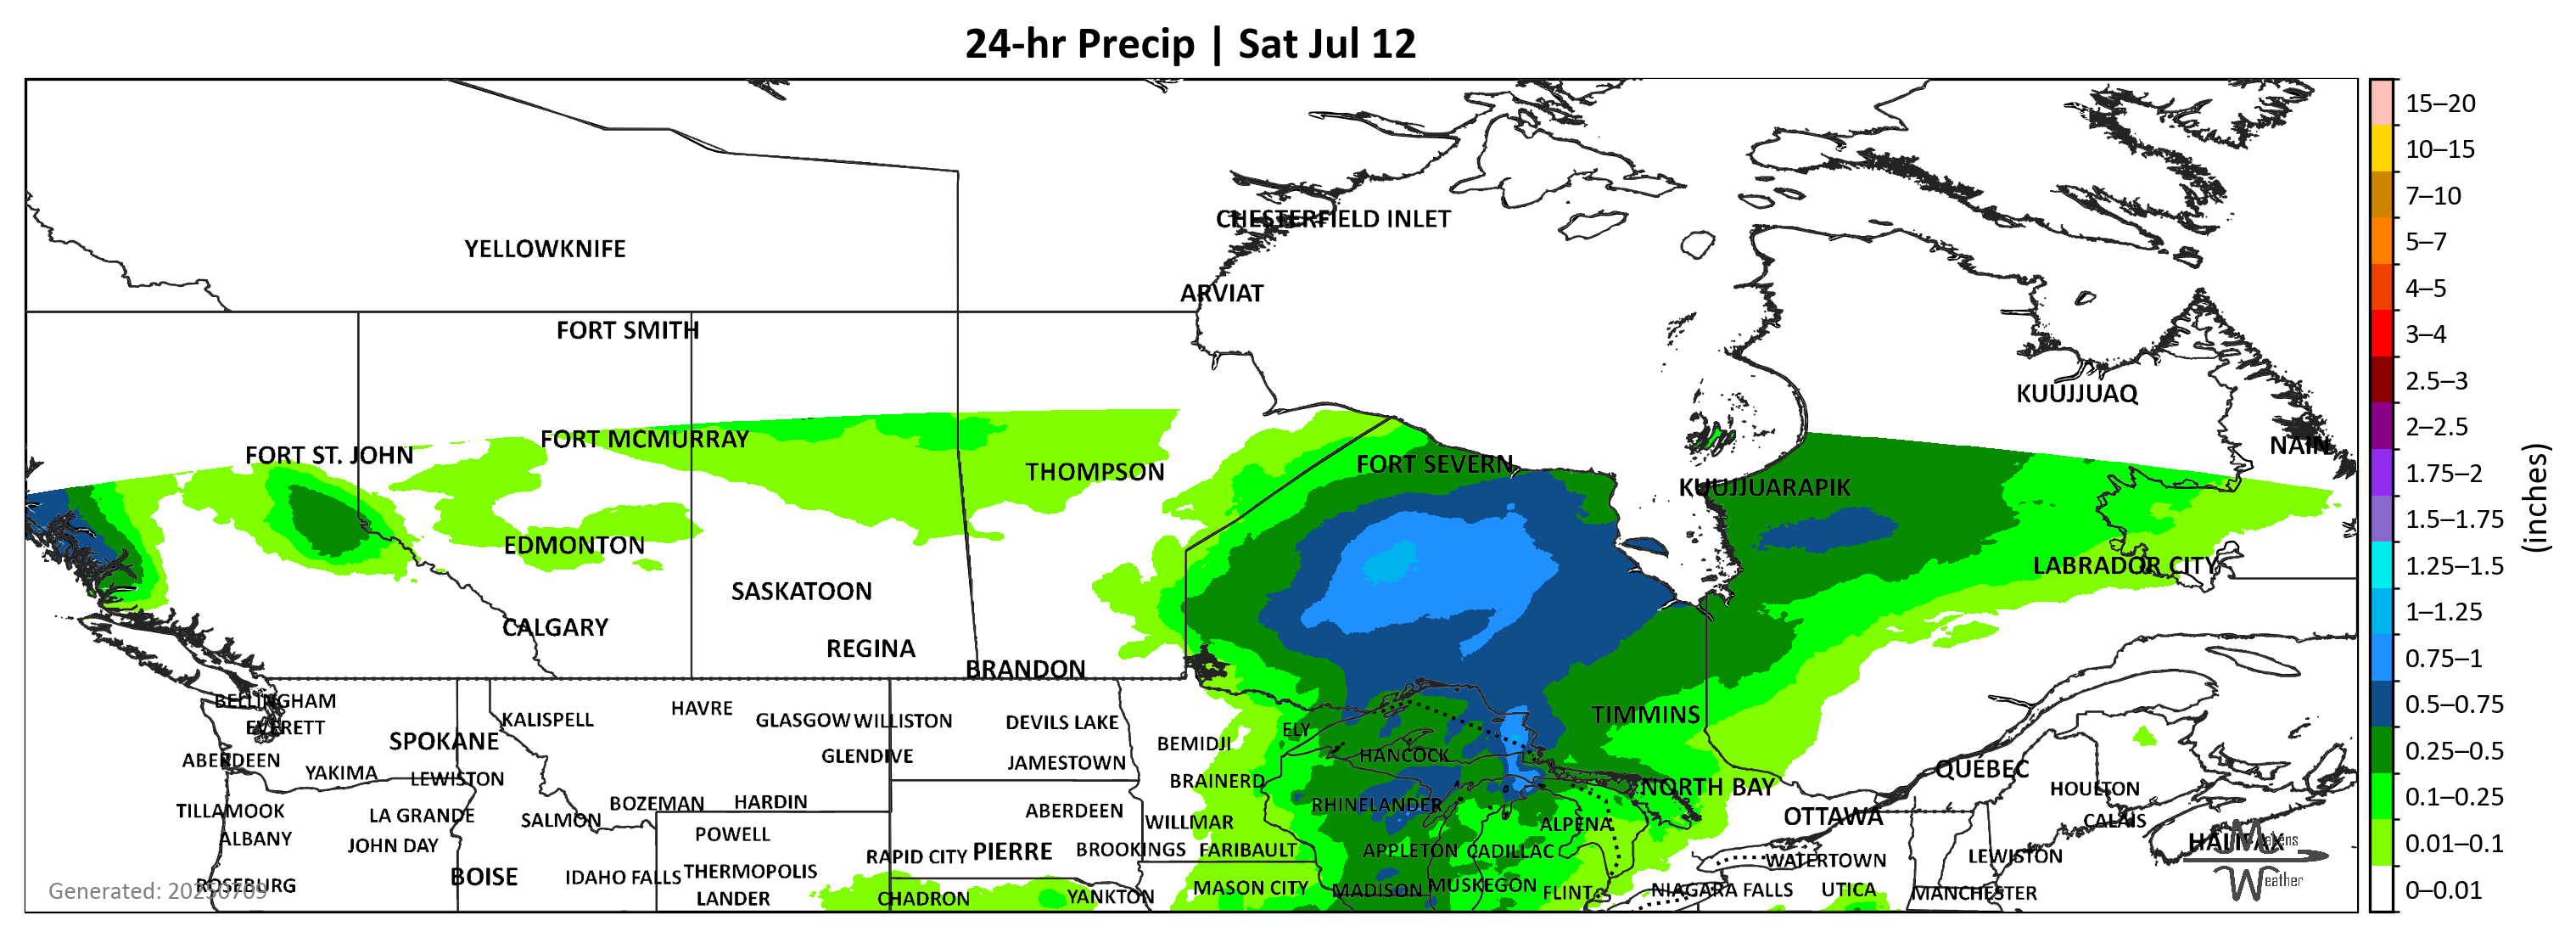 24-hr Precip | Sat Jul 12
15–20
10–15
7–10
5–7
4–5
3–4
2.5–3
2–2.5
1.75–2
1.5–1.75
1.25–1.5
1–1.25
0.75–1
0.5–0.75
0.25–0.5
0.1–0.25
0.01–0.1
0–0.01
(inches)
CHESTERFIELD INLET
YELLOWKNIFE
ARVIAT
FORT SMITH
KUUJJUAQ
FORT MCMURRAY
NAIN
FORT ST. JOHN
FORT SEVERN
THOMPSON
KUUJJUARAPIK
EDMONTON
LABRADOR CITY
SASKATOON
CALGARY
REGINA
BRANDON
BELLINGHAM
HAVRE
TIMMINS
KALISPELL
GLASGOW WILLISTON
DEVILS LAKE
EVERETT
ELY
SPOKANE
BEMIDJI
GLENDIVE
HANCOCK
ABERDEEN
JAMESTOWN
QUÉBEC
YAKIMA
LEWISTON
BRAINERD
NORTH BAY
HOULTON
BOZEMAN
HARDIN
RHINELANDER
TILLAMOOK
LA GRANDE
SALMON
ABERDEEN
WILLMAR
ALPENA
OTTAWA
CALAIS
ALBANY
JOHN DAY
POWELL
HALIFAX
RAPID CITY
PIERRE
BROOKINGS
FARIBAULT
APPLETON
CADILLAC
WATERTOWN
LEWISTON
THERMOPOLIS
BOISE
IDAHO FALLS
ROSEBURG
MASON CITY
MADISON
MUSKEGON
FLINT
NIAGARA FALLS
UTICA
MANCHESTER
LANDER
CHADRON
YANKTON
Generated: 20250709
Weather